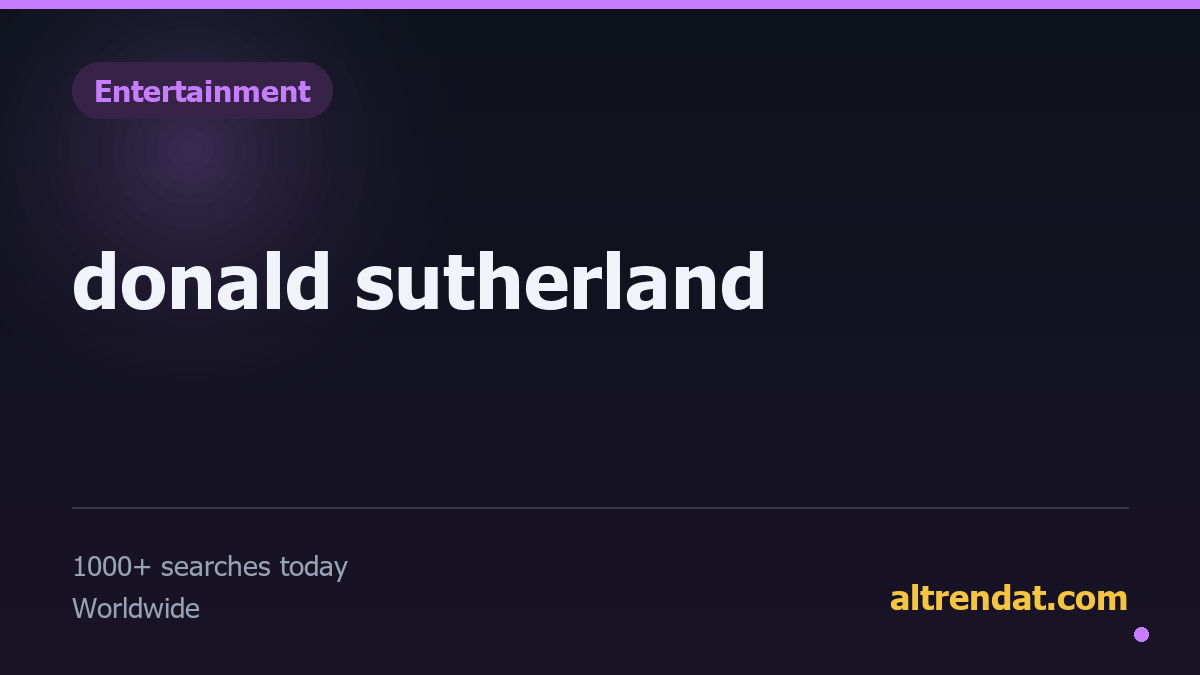 Entertainment
donald sutherland
1000+ searches today
Worldwide
altrendat.com